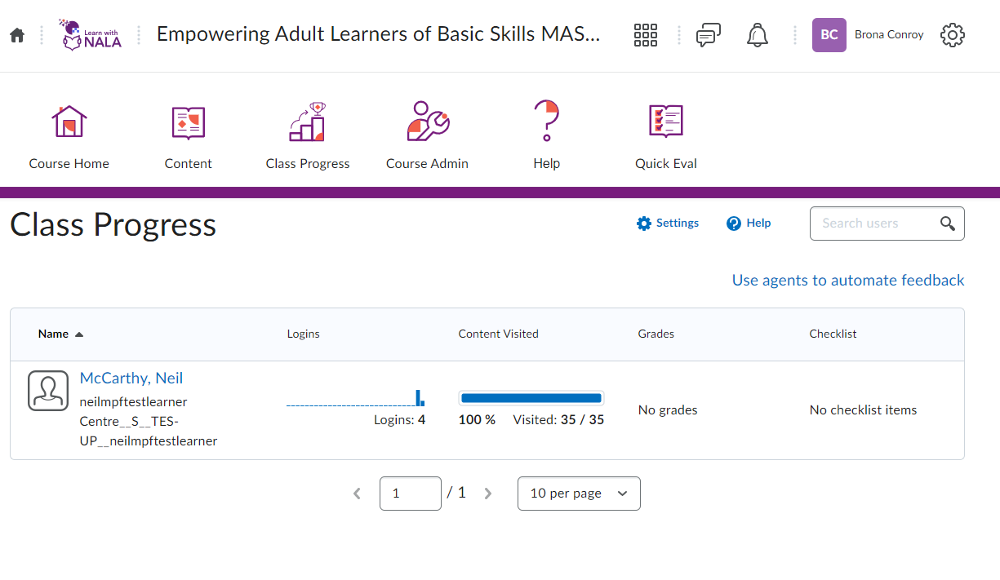 Learn with
NALA
Empowering Adult Learners of Basic Skills MAS...
BC
Brona Conroy
Course Home
Content
Class Progress
Course Admin
Help
Quick Eval
Class Progress
Settings
Help
Search users
Use agents to automate feedback
Name
Logins
Content Visited
Grades
Checklist
McCarthy, Neil
neilmpftestlearner
Centre__S__TES-
UP__neilmpftestlearner
Logins: 4
100 %
Visited: 35 / 35
No grades
No checklist items
1
/ 1
10 per page